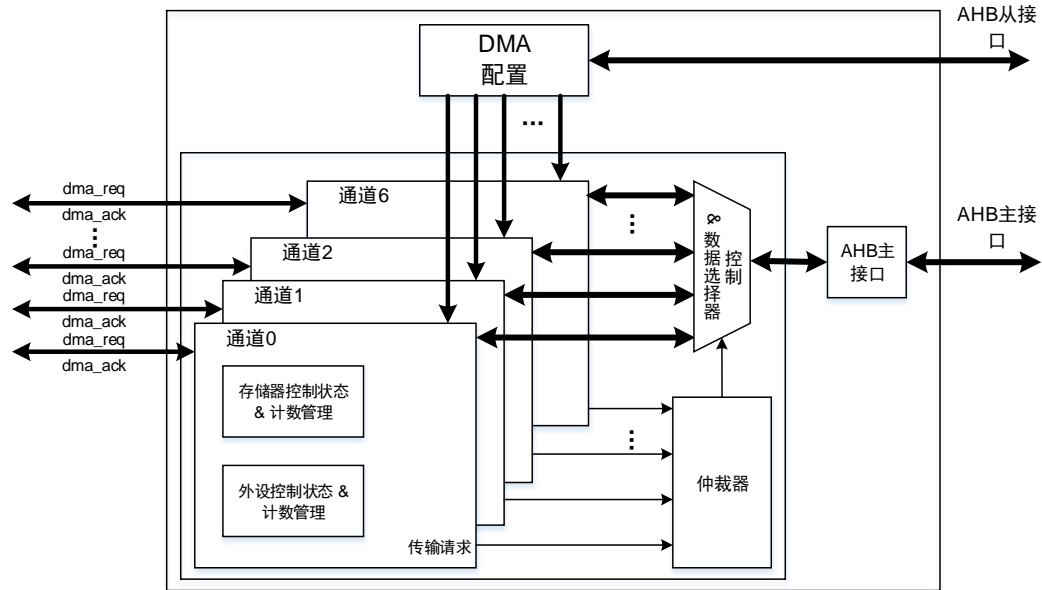 AHB从接
口
DMA
配置
...
dma_req
dma_ack
...
dma_req
dma_ack
dma_req
dma_ack
dma_req
dma_ack
通道6
通道2
通道1
通道0
存储器控制状态
& 计数管理
外设控制状态 &
计数管理
传输请求
...
...
控制
& 数据选择器
仲裁器
AHB主
接口
AHB主接
口